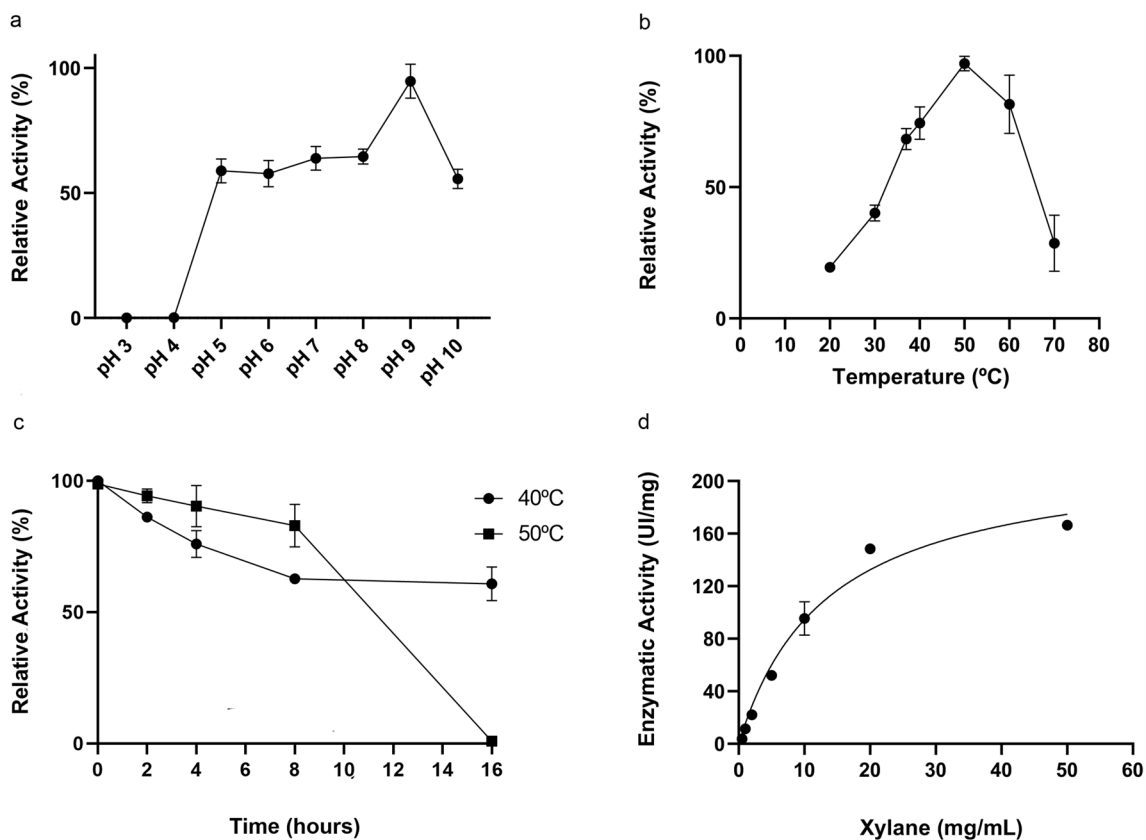 a
Relative Activity (%)
100
50
0
pH 3
pH 4
pH 5
pH 6
pH 7
pH 8
pH 9
pH 10
b
Relative Activity (%)
100
50
0
0 10 20 30 40 50 60 70 80
Temperature (ºC)
c
Relative Activity (%)
100
50
0
0 2 4 6 8 10 12 14 16
Time (hours)
40ºC
50ºC
d
Enzymatic Activity (UI/mg)
200
160
120
80
40
0
0 10 20 30 40 50 60
Xylane (mg/mL)